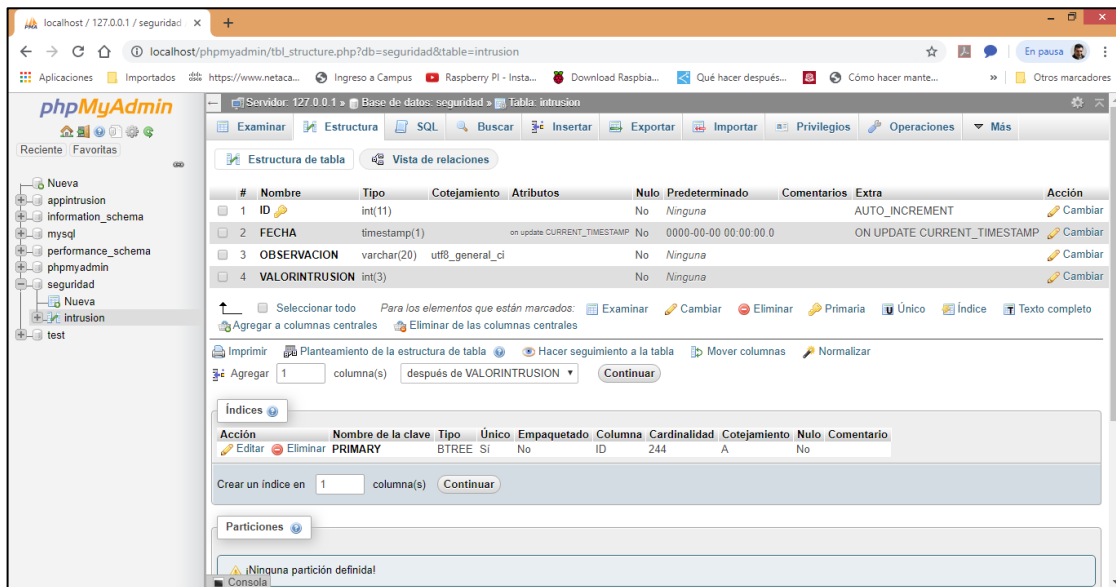 localhost / 127.0.0.1 / seguridad
localhost/phpmyadmin/tbl_structure.php?db=seguridad&table=intrusion
En pausa
Aplicaciones Importados https://www.netaca... Ingreso a Campus Raspberry PI - Insta... Download Raspbia... Qué hacer después... Cómo hacer mante... » Otros marcadores
phpMyAdmin
Reciente Favoritas
Nueva
appintrusion
information_schema
mysql
performance_schema
phpmyadmin
seguridad
Nueva
intrusion
test
Servidor: 127.0.0.1 » Base de datos: seguridad » Tabla: intrusion
Examinar Estructura SQL Buscar Insertar Exportar Importar Privilegios Operaciones Más
Estructura de tabla Vista de relaciones
# Nombre Tipo Cotejamiento Atributos Nulo Predeterminado Comentarios Extra Acción
1 ID int(11) No Ninguna AUTO_INCREMENT Cambiar
2 FECHA timestamp(1) on update CURRENT_TIMESTAMP No 0000-00-00 00:00:00.0 ON UPDATE CURRENT_TIMESTAMP Cambiar
3 OBSERVACION varchar(20) utf8_general_ci No Ninguna Cambiar
4 VALORINTRUSION int(3) No Ninguna Cambiar
Seleccionar todo Para los elementos que están marcados: Examinar Cambiar Eliminar Primaria Único Índice Texto completo
Agregar a columnas centrales Eliminar de las columnas centrales
Imprimir Planteamiento de la estructura de tabla Hacer seguimiento a la tabla Mover columnas Normalizar
Agregar 1 columna(s) después de VALORINTRUSION Continuar
Índices
Acción Nombre de la clave Tipo Único Empaquetado Columna Cardinalidad Cotejamiento Nulo Comentario
Editar Eliminar PRIMARY BTREE Sí No ID 244 A No
Crear un índice en 1 columna(s) Continuar
Particiones
¡Ninguna partición definida!
Consola